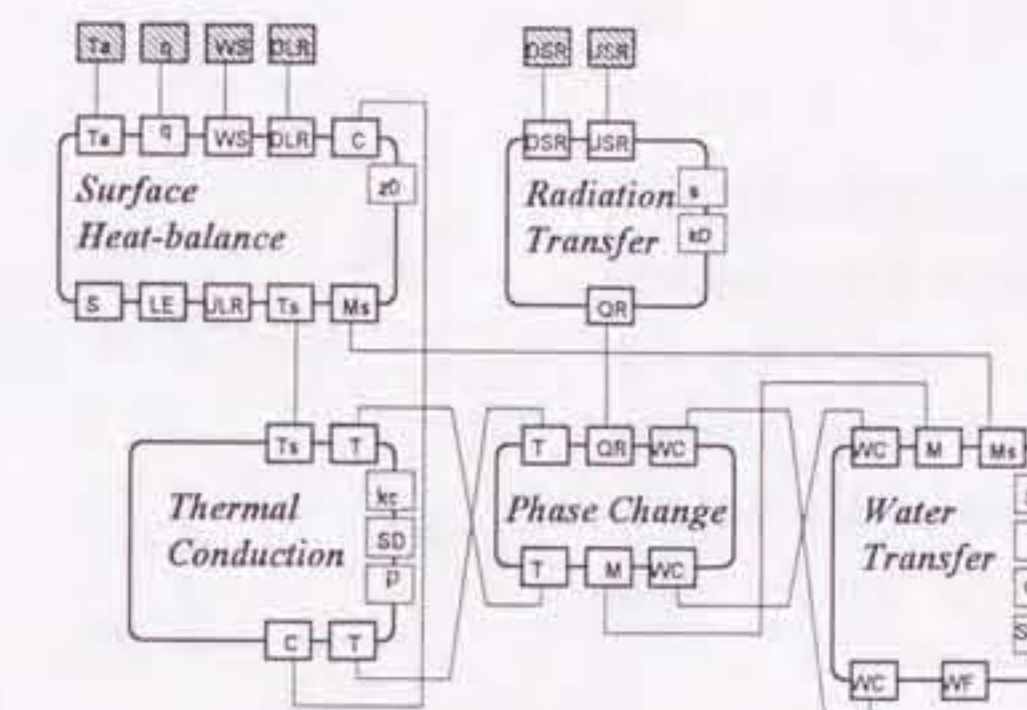 Ta q WS DLR
DSR USR
Ta q WS DLR C
z0
Surface
Heat-balance
S LE ULR Ts Ms
DSR USR
Radiation s
Transfer kD
QR
Ts T
kc
Thermal
SD
Conduction
P
C T
T QR WC
Phase Change
T M WC
WC M Ms
Water
Transfer
WC WF